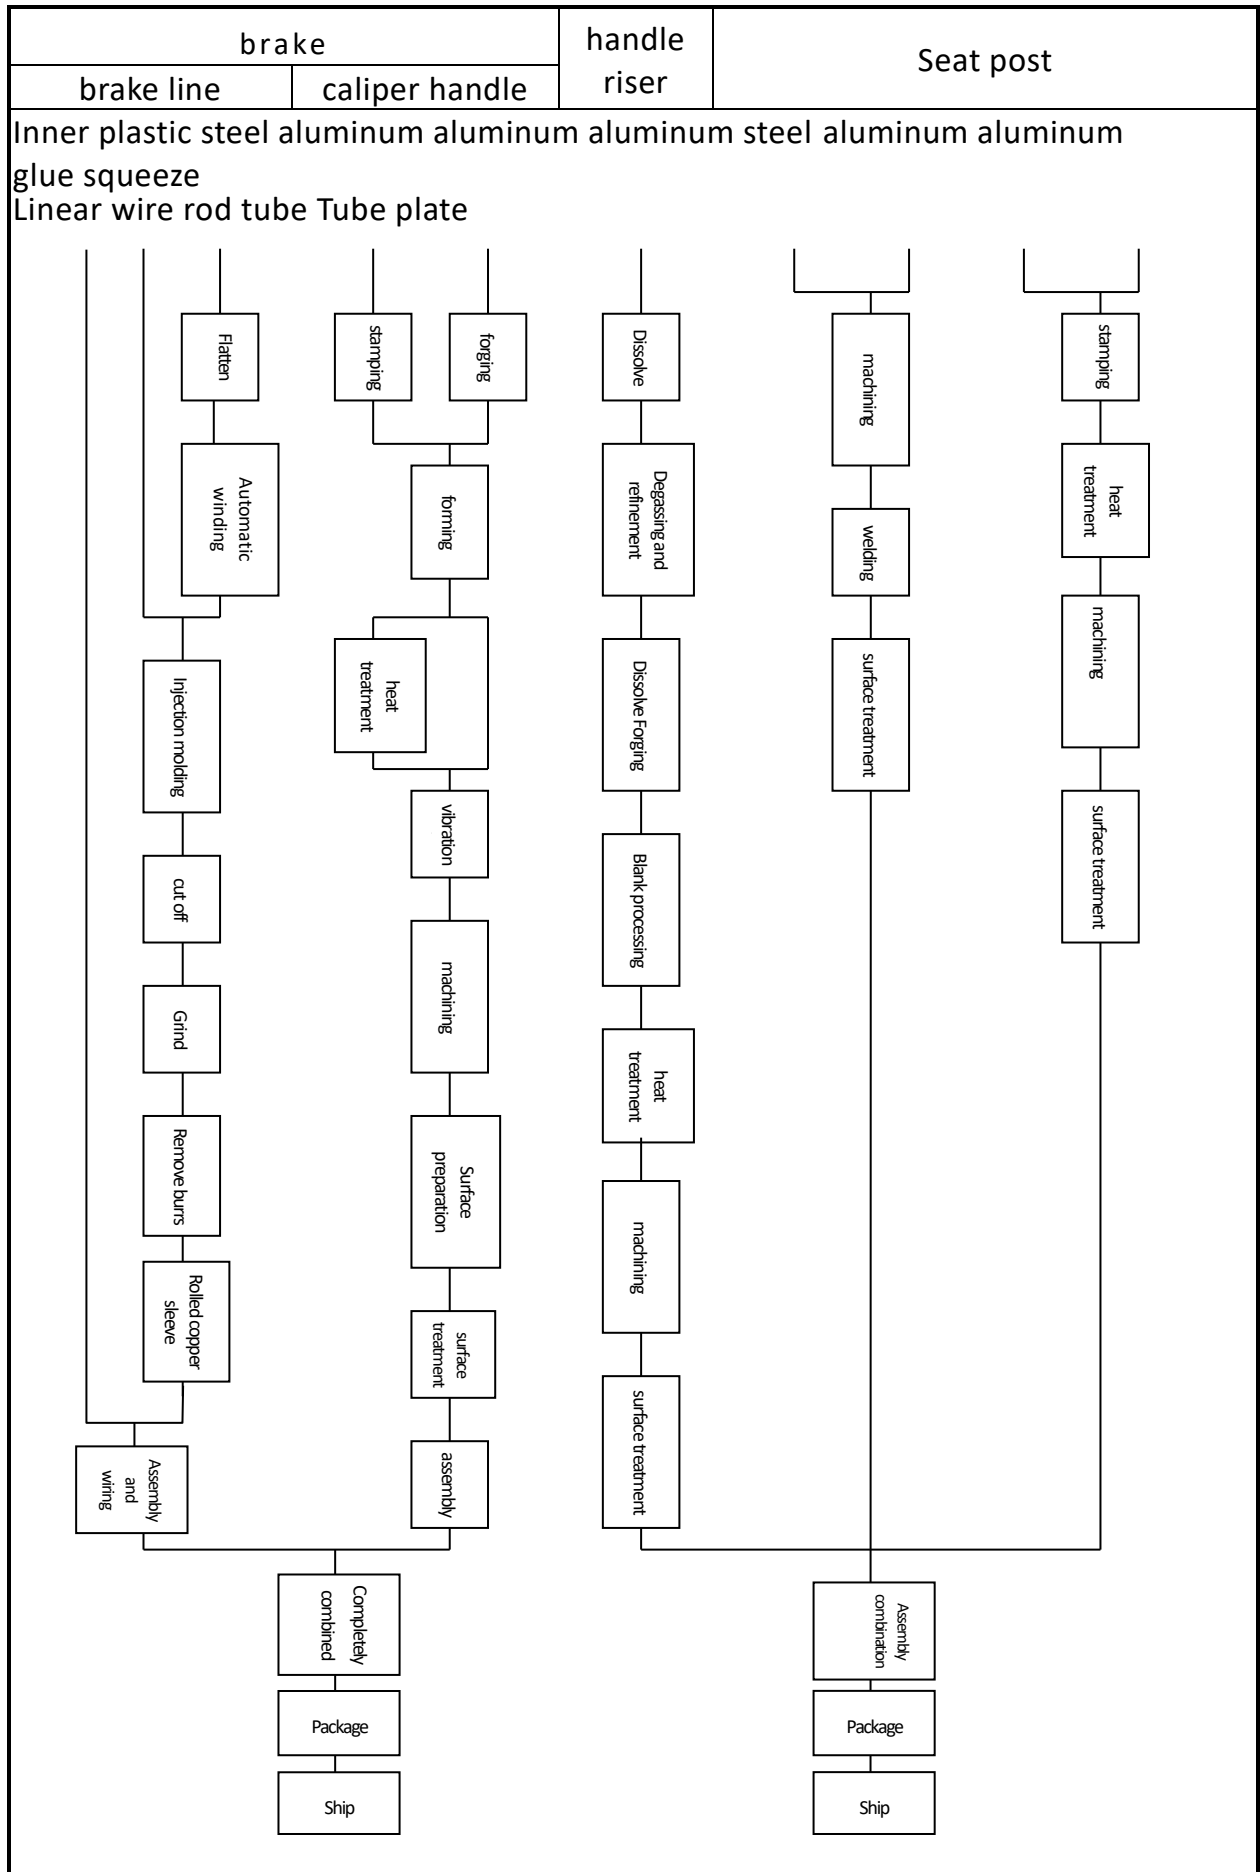 brake
handle
riser
Seat post
brake line
caliper handle
Inner plastic steel aluminum aluminum aluminum steel aluminum aluminum
glue squeeze
Linear wire rod tube Tube plate
Flatten
Automatic
winding
Injection molding
cut off
Grind
Remove burrs
Rolled copper
sleeve
Assembly
and
wiring
stamping
forging
forming
heat
treatment
vibration
machining
Surface
preparation
surface
treatment
assembly
Completely
combined
Package
Ship
Dissolve
Degassing and
refinement
Dissolve Forging
Blank processing
heat
treatment
machining
surface treatment
machining
welding
surface treatment
stamping
heat
treatment
machining
surface treatment
Assembly
combination
Package
Ship